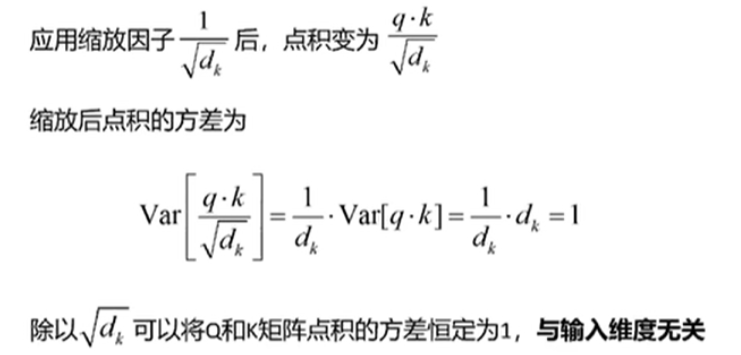 应用缩放因子 $\frac{1}{\sqrt{d_k}}$ 后，点积变为 $\frac{q \cdot k}{\sqrt{d_k}}$
缩放后点积的方差为
$\mathrm{Var}\left[\frac{q \cdot k}{\sqrt{d_k}}\right] = \frac{1}{d_k} \cdot \mathrm{Var}[q \cdot k] = \frac{1}{d_k} \cdot d_k = 1$
除以 $\sqrt{d_k}$ 可以将Q和K矩阵点积的方差恒定为1，与输入维度无关